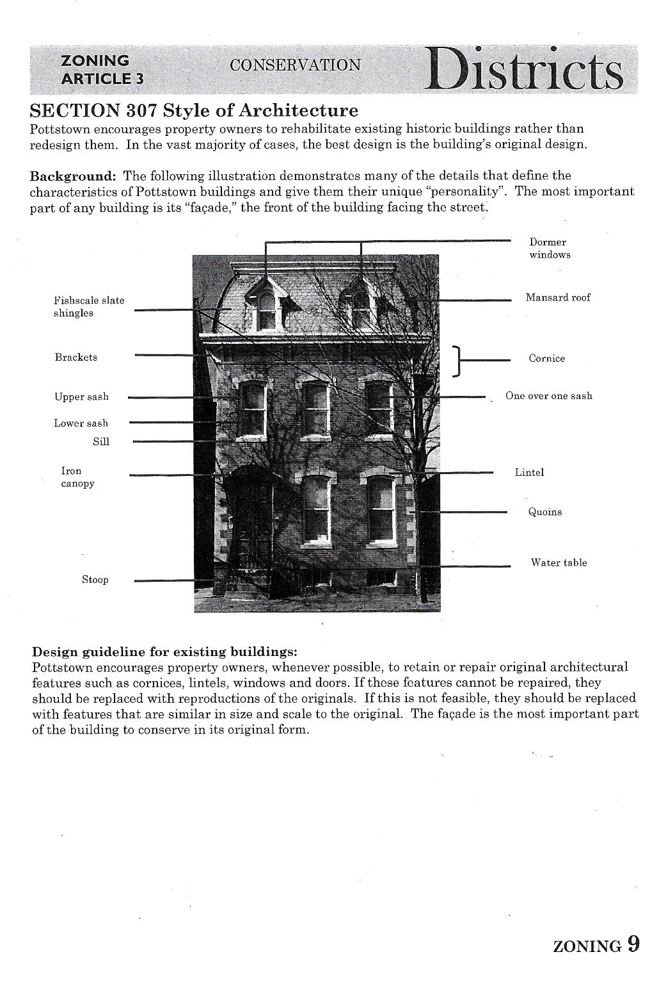 ZONING
ARTICLE 3
CONSERVATION
Districts
SECTION 307 Style of Architecture
Pottstown encourages property owners to rehabilitate existing historic buildings rather than
redesign them. In the vast majority of cases, the best design is the building's original design.
Background: The following illustration demonstrates many of the details that define the
characteristics of Pottstown buildings and give them their unique "personality". The most important
part of any building is its "façade," the front of the building facing the street.
Dormer
windows
Fishscale slate
shingles
Mansard roof
Brackets
Cornice
Upper sash
One over one sash
Lower sash
Sill
Iron
canopy
Lintel
Quoins
Water table
Stoop
Design guideline for existing buildings:
Pottstown encourages property owners, whenever possible, to retain or repair original architectural
features such as cornices, lintels, windows and doors. If these features cannot be repaired, they
should be replaced with reproductions of the originals. If this is not feasible, they should be replaced
with features that are similar in size and scale to the original. The façade is the most important part
of the building to conserve in its original form.
ZONING 9